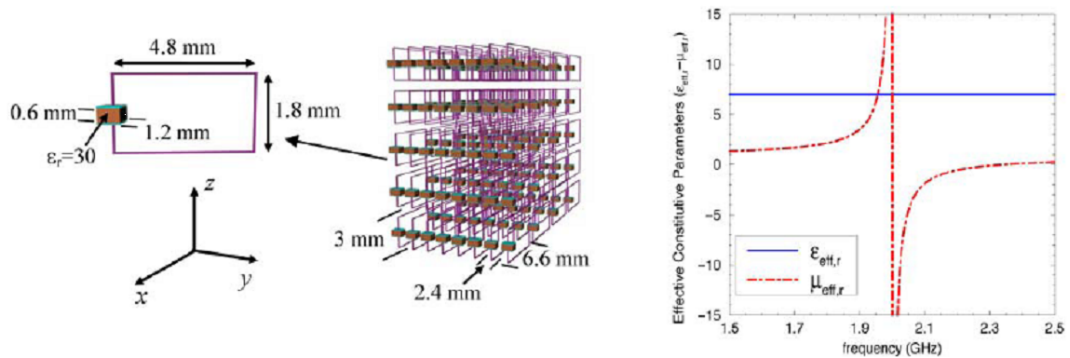 4.8 mm
0.6 mm
1.2 mm
1.8 mm
εr=30
z
x
y
3 mm
2.4 mm
6.6 mm
Effective Constitutive Parameters (εeff,r–μeff,r)
15
10
5
0
−5
−10
−15
εeff,r
μeff,r
1.5
1.7
1.9
2.1
2.3
2.5
frequency (GHz)